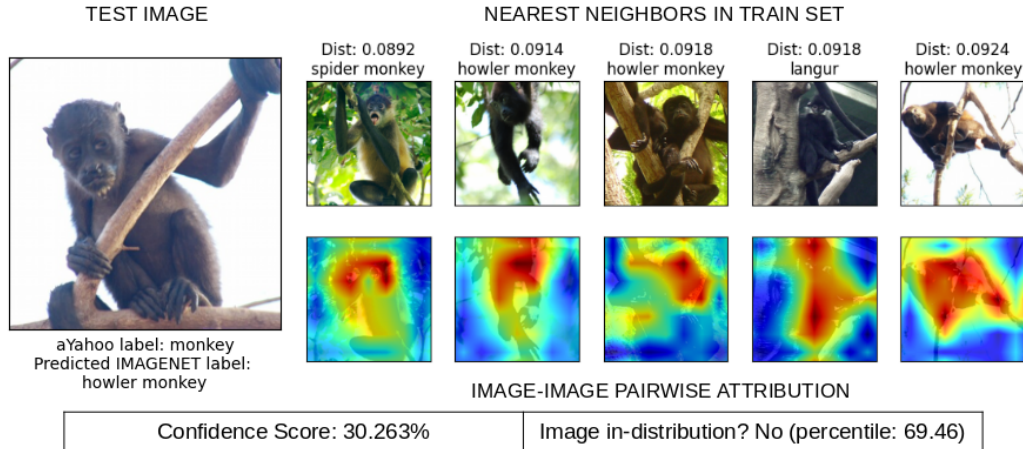 TEST IMAGE
NEAREST NEIGHBORS IN TRAIN SET
Dist: 0.0892
spider monkey
Dist: 0.0914
howler monkey
Dist: 0.0918
howler monkey
Dist: 0.0918
langur
Dist: 0.0924
howler monkey
aYahoo label: monkey
Predicted IMAGENET label:
howler monkey
IMAGE-IMAGE PAIRWISE ATTRIBUTION
Confidence Score: 30.263%
Image in-distribution? No (percentile: 69.46)